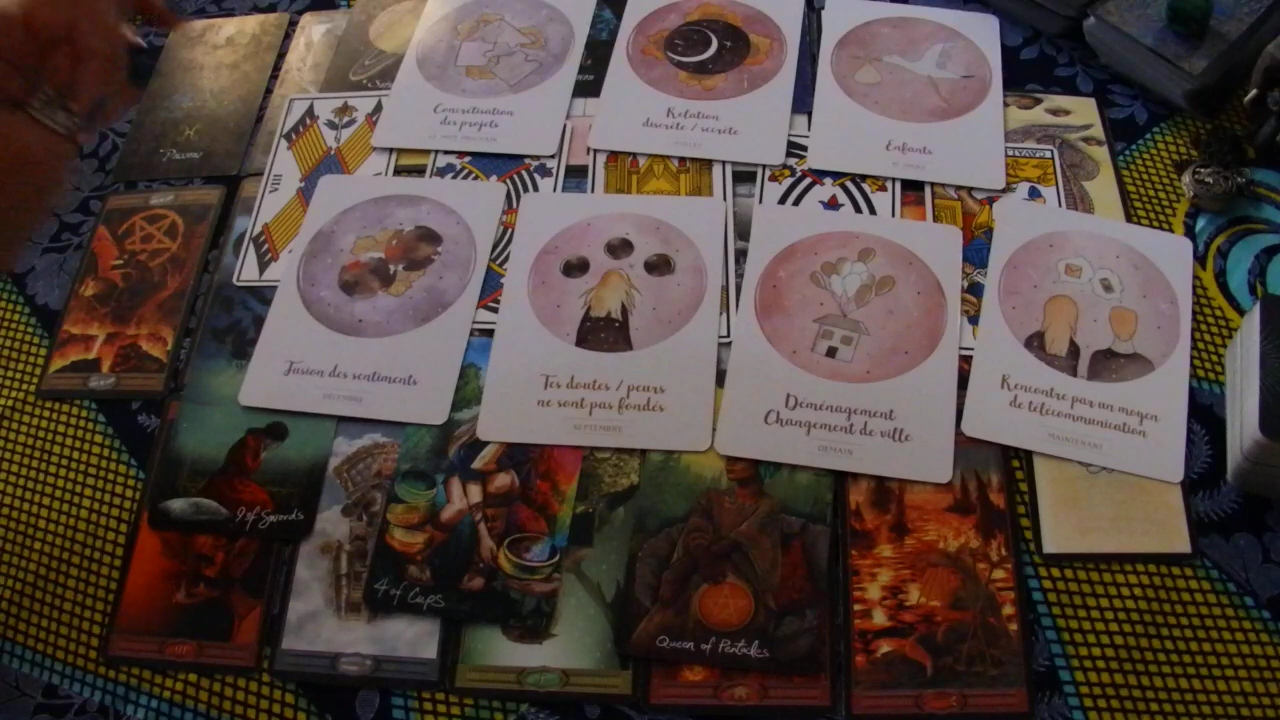 Concrétisation
des projets
Relation
discrète / secrète
JUILLET
Enfants
VIII
CAVAL
Fusion des sentiments
DÉCEMBRE
Tes doutes / peurs
ne sont pas fondés
SEPTEMBRE
Déménagement
Changement de ville
DEMAIN
Rencontre par un moyen
de télécommunication
MAINTENANT
9 of Swords
4 of Cups
Queen of Pentacles